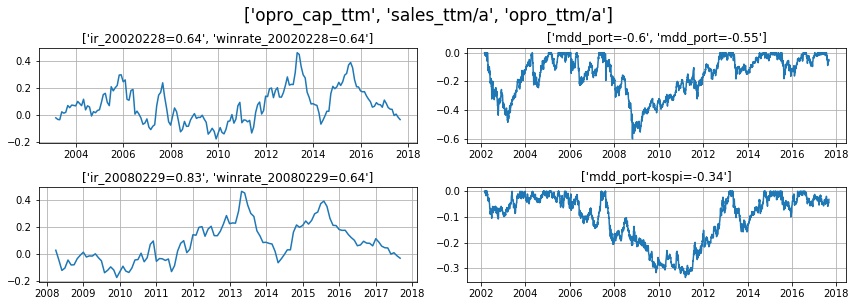 ['opro_cap_ttm', 'sales_ttm/a', 'opro_ttm/a']
['ir_20020228=0.64', 'winrate_20020228=0.64']
0.4
0.2
0.0
−0.2
2004 2006 2008 2010 2012 2014 2016 2018
['mdd_port=-0.6', 'mdd_port=-0.55']
0.0
−0.2
−0.4
−0.6
2002 2004 2006 2008 2010 2012 2014 2016 2018
['ir_20080229=0.83', 'winrate_20080229=0.64']
0.4
0.2
0.0
−0.2
2008 2009 2010 2011 2012 2013 2014 2015 2016 2017 2018
['mdd_port-kospi=-0.34']
0.0
−0.1
−0.2
−0.3
2002 2004 2006 2008 2010 2012 2014 2016 2018